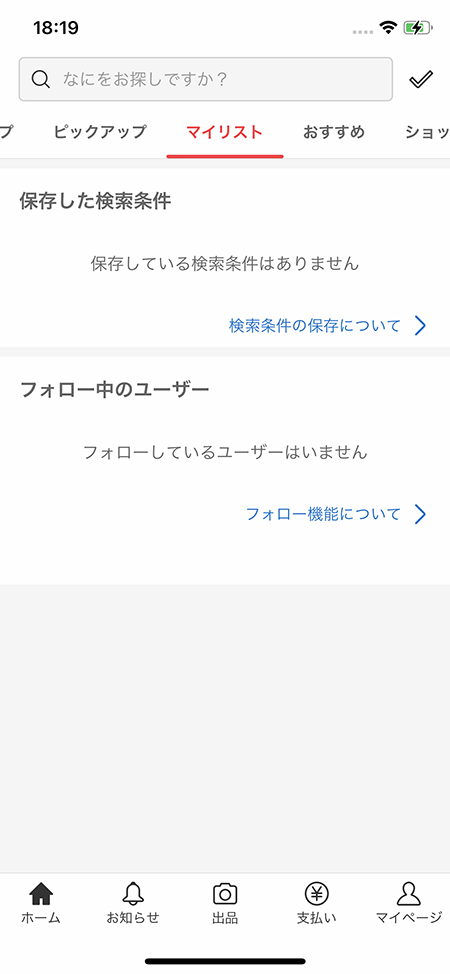 18:19
なにをお探しですか？
プ ピックアップ マイリスト おすすめ ショッ
保存した検索条件
保存している検索条件はありません
検索条件の保存について
フォロー中のユーザー
フォローしているユーザーはいません
フォロー機能について
ホーム お知らせ 出品 支払い マイページ